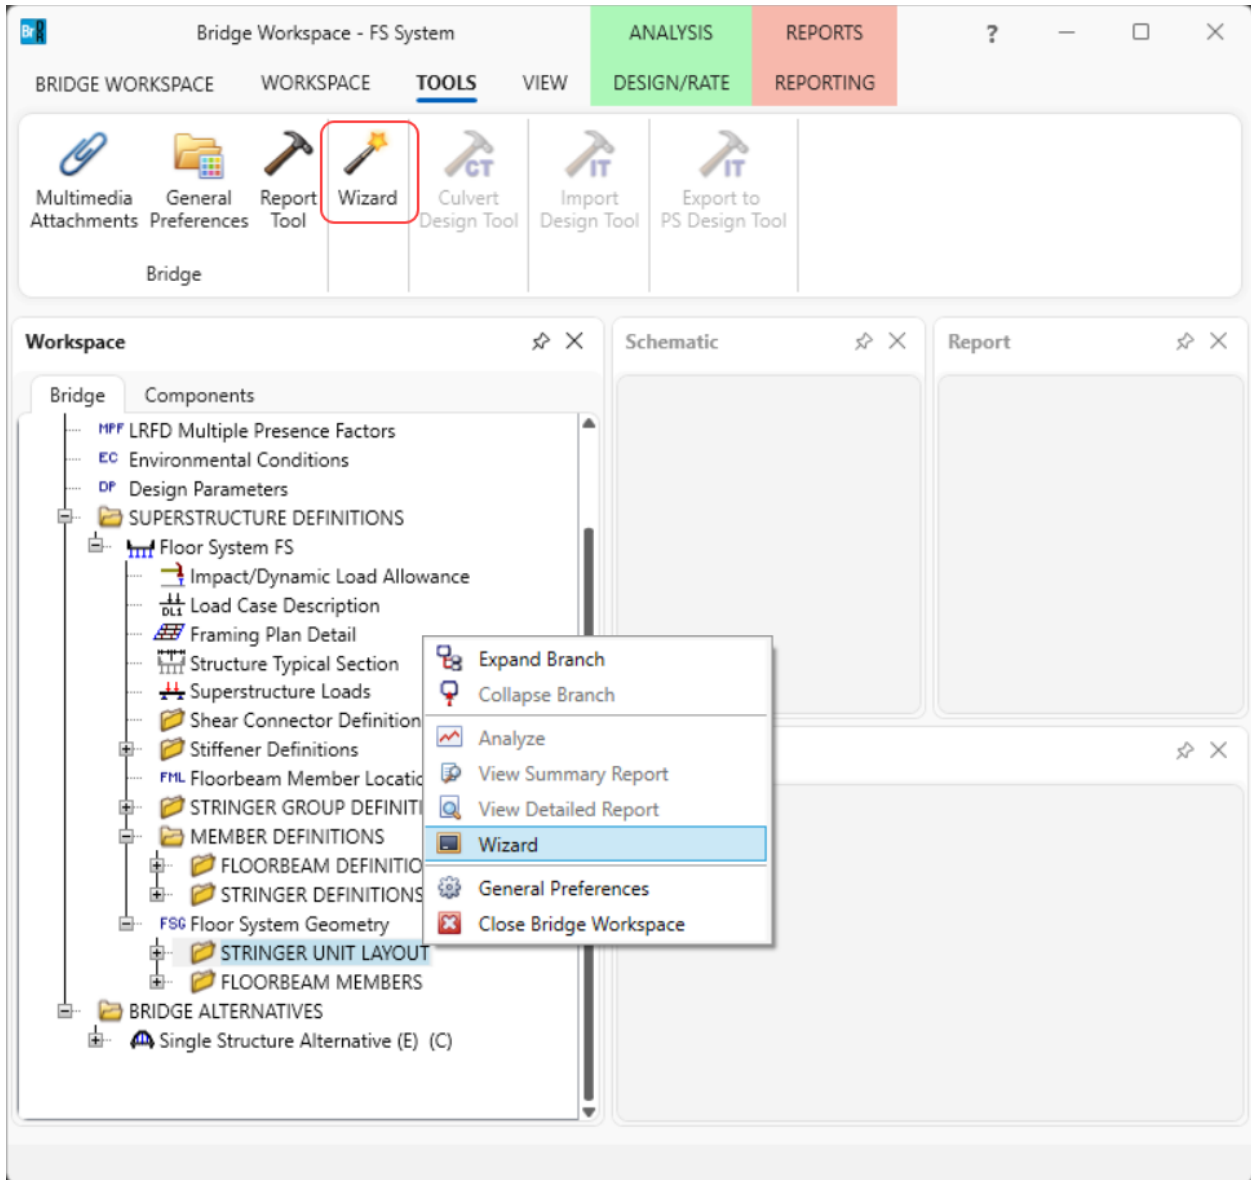 Br DR
Bridge Workspace - FS System
ANALYSIS
REPORTS
?
BRIDGE WORKSPACE
WORKSPACE
TOOLS
VIEW
DESIGN/RATE
REPORTING
Multimedia
Attachments
General
Preferences
Report
Tool
Wizard
CT
Culvert
Design Tool
IT
Import
Design Tool
IT
Export to
PS Design Tool
Bridge
Workspace
Schematic
Report
Bridge
Components
MPF LRFD Multiple Presence Factors
EC Environmental Conditions
DP Design Parameters
SUPERSTRUCTURE DEFINITIONS
Floor System FS
Impact/Dynamic Load Allowance
DL1 Load Case Description
Framing Plan Detail
Structure Typical Section
Superstructure Loads
Shear Connector Definition
Stiffener Definitions
FML Floorbeam Member Locatic
STRINGER GROUP DEFINITI
MEMBER DEFINITIONS
FLOORBEAM DEFINITIO
STRINGER DEFINITIONS
FSG Floor System Geometry
STRINGER UNIT LAYOUT
FLOORBEAM MEMBERS
BRIDGE ALTERNATIVES
Single Structure Alternative (E) (C)
Expand Branch
Collapse Branch
Analyze
View Summary Report
View Detailed Report
Wizard
General Preferences
Close Bridge Workspace